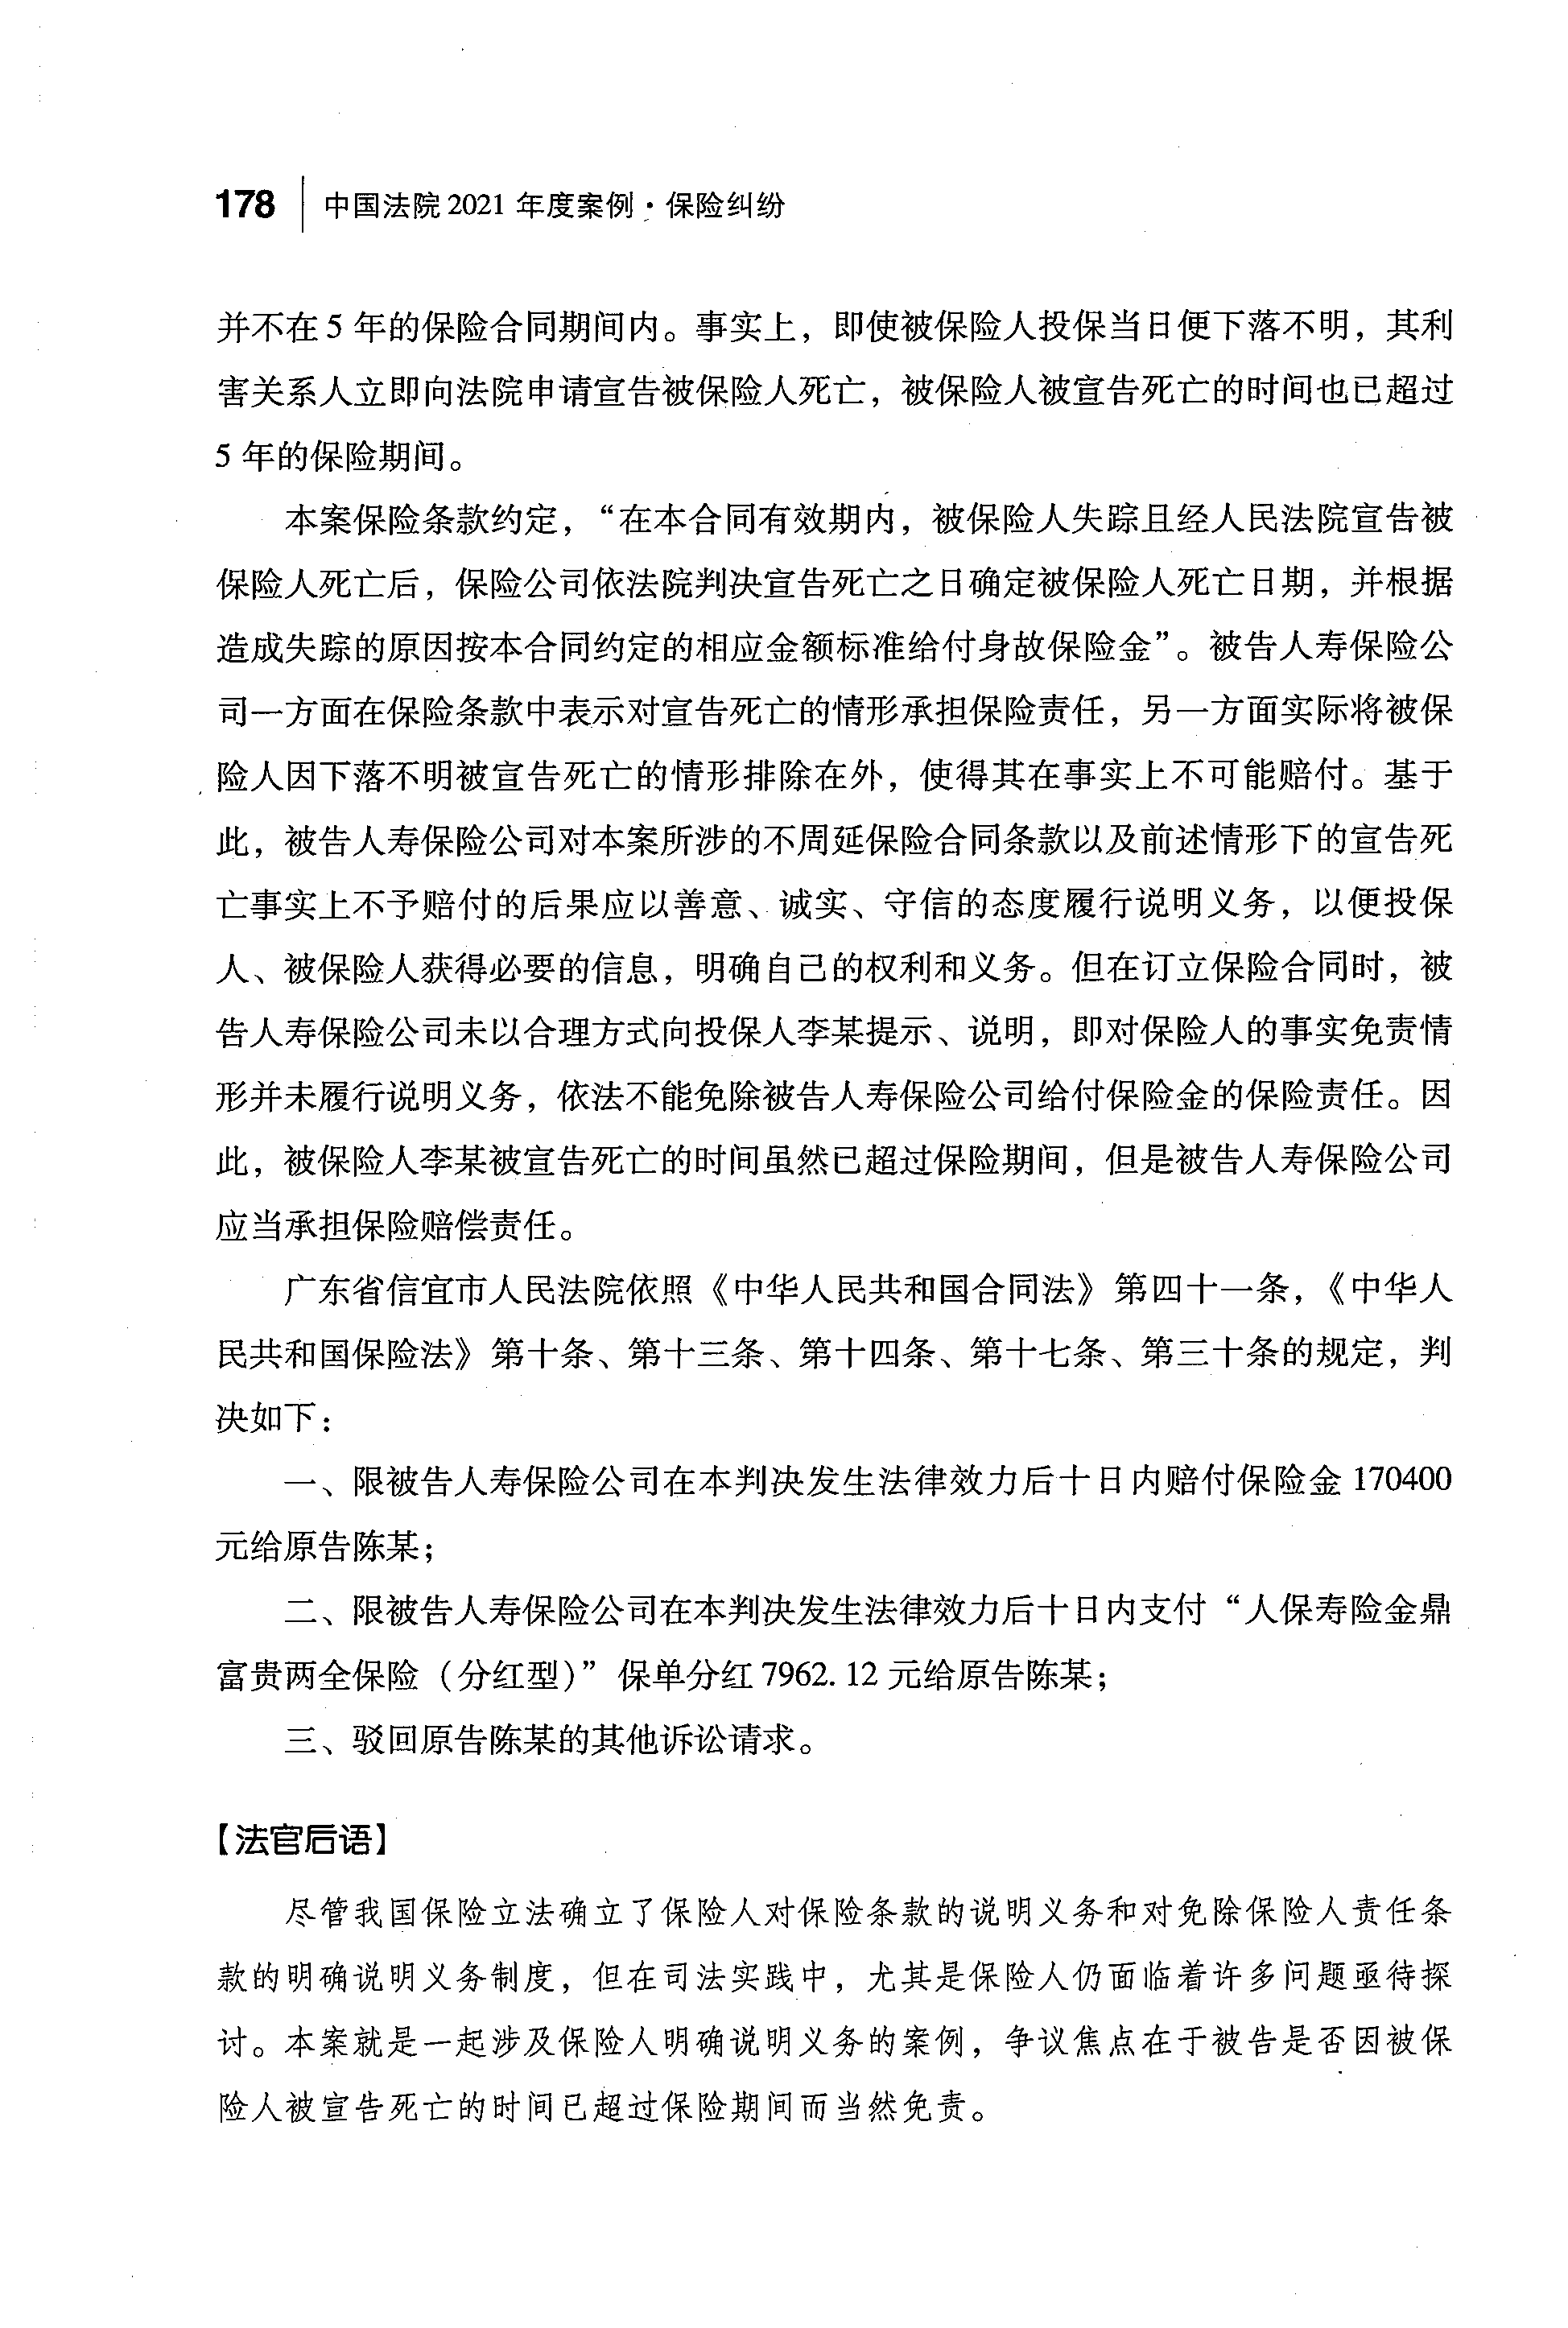 178 中国法院2021年度案例·保险纠纷
并不在5年的保险合同期间内。事实上，即使被保险人投保当日便下落不明，其利
害关系人立即向法院申请宣告被保险人死亡，被保险人被宣告死亡的时间也已超过
5年的保险期间。
本案保险条款约定，“在本合同有效期内，被保险人失踪且经人民法院宣告被
保险人死亡后，保险公司依法院判决宣告死亡之日确定被保险人死亡日期，并根据
造成失踪的原因按本合同约定的相应金额标准给付身故保险金”。被告人寿保险公
司一方面在保险条款中表示对宣告死亡的情形承担保险责任，另一方面实际将被保
险人因下落不明被宣告死亡的情形排除在外，使得其在事实上不可能赔付。基于
此，被告人寿保险公司对本案所涉的不周延保险合同条款以及前述情形下的宣告死
亡事实上不予赔付的后果应以善意、诚实、守信的态度履行说明义务，以便投保
人、被保险人获得必要的信息，明确自己的权利和义务。但在订立保险合同时，被
告人寿保险公司未以合理方式向投保人李某提示、说明，即对保险人的事实免责情
形并未履行说明义务，依法不能免除被告人寿保险公司给付保险金的保险责任。因
此，被保险人李某被宣告死亡的时间虽然已超过保险期间，但是被告人寿保险公司
应当承担保险赔偿责任。
广东省信宜市人民法院依照《中华人民共和国合同法》第四十一条，《中华人
民共和国保险法》第十条、第十三条、第十四条、第十七条、第三十条的规定，判
决如下：
一、限被告人寿保险公司在本判决发生法律效力后十日内赔付保险金170400
元给原告陈某；
二、限被告人寿保险公司在本判决发生法律效力后十日内支付“人保寿险金鼎
富贵两全保险（分红型）”保单分红7962.12元给原告陈某；
三、驳回原告陈某的其他诉讼请求。
【法官后语】
尽管我国保险立法确立了保险人对保险条款的说明义务和对免除保险人责任条
款的明确说明义务制度，但在司法实践中，尤其是保险人仍面临着许多问题亟待探
讨。本案就是一起涉及保险人明确说明义务的案例，争议焦点在于被告是否因被保
险人被宣告死亡的时间已超过保险期间而当然免责。